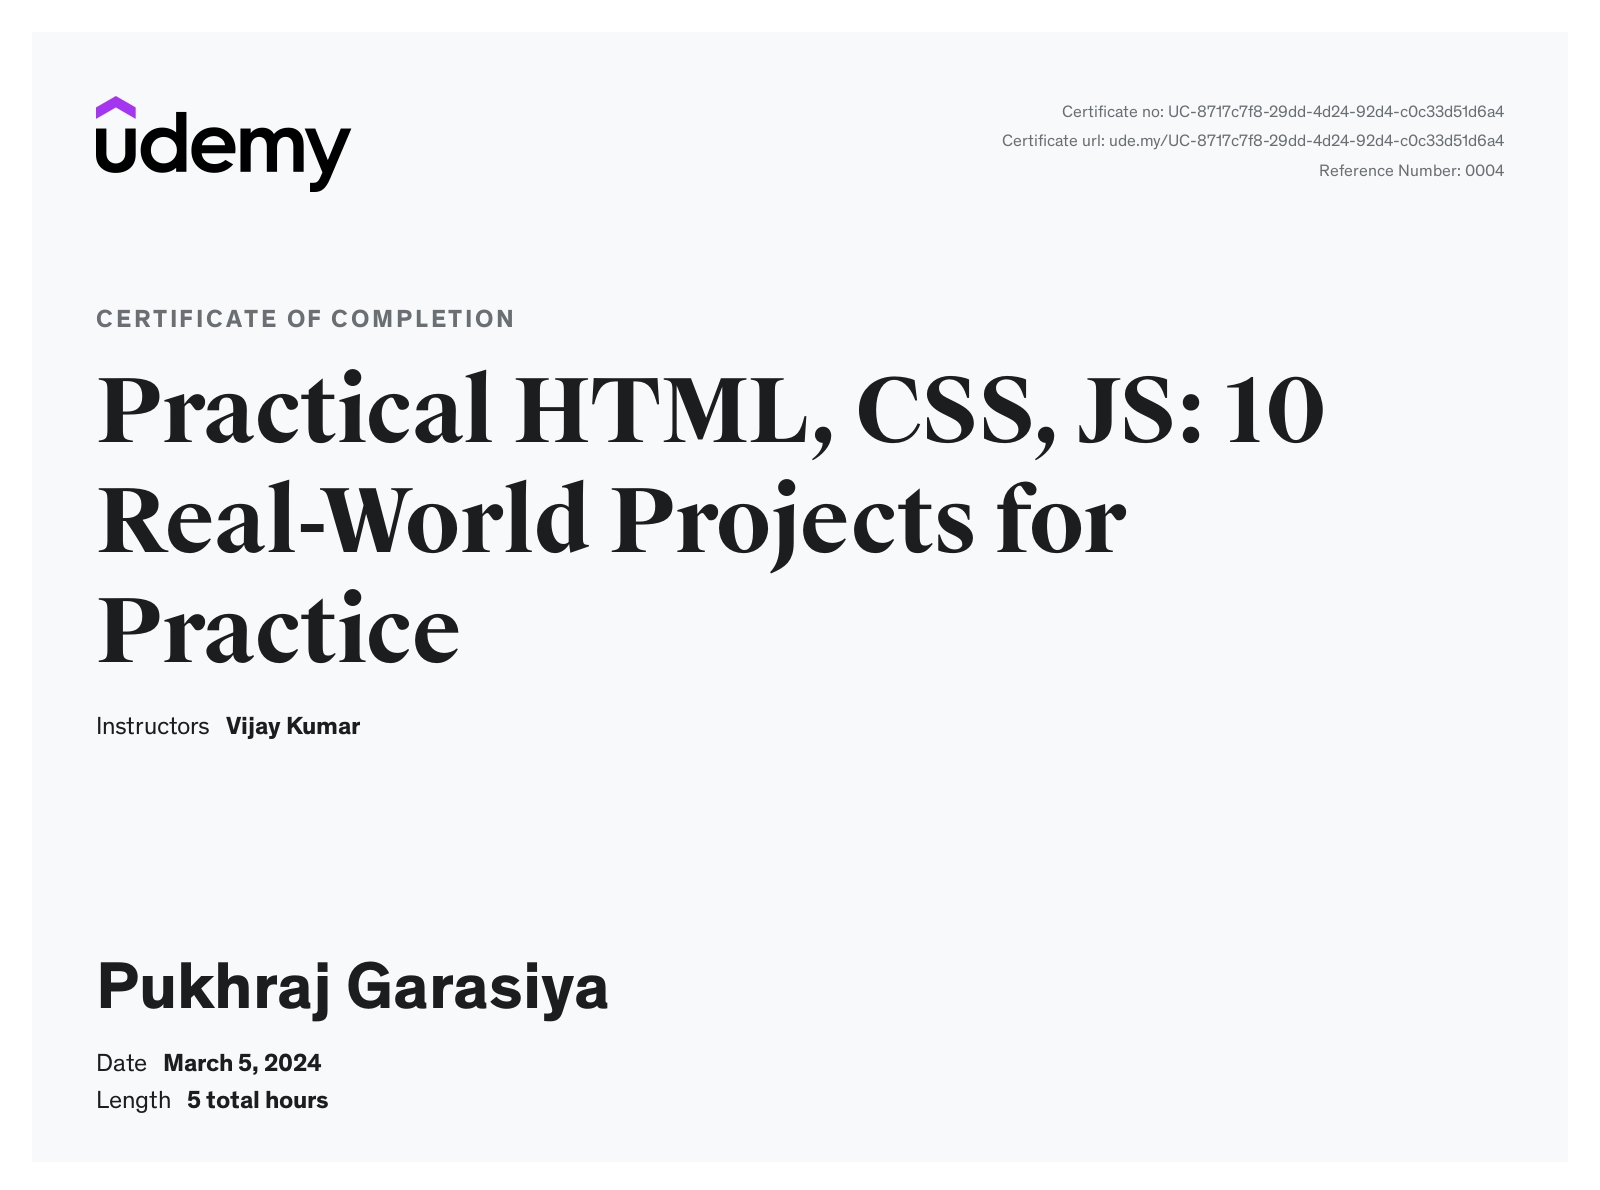 udemy
Certificate no: UC-8717c7f8-29dd-4d24-92d4-c0c33d51d6a4
Certificate url: ude.my/UC-8717c7f8-29dd-4d24-92d4-c0c33d51d6a4
Reference Number: 0004
CERTIFICATE OF COMPLETION
Practical HTML, CSS, JS: 10
Real-World Projects for
Practice
Instructors Vijay Kumar
Pukhraj Garasiya
Date March 5, 2024
Length 5 total hours